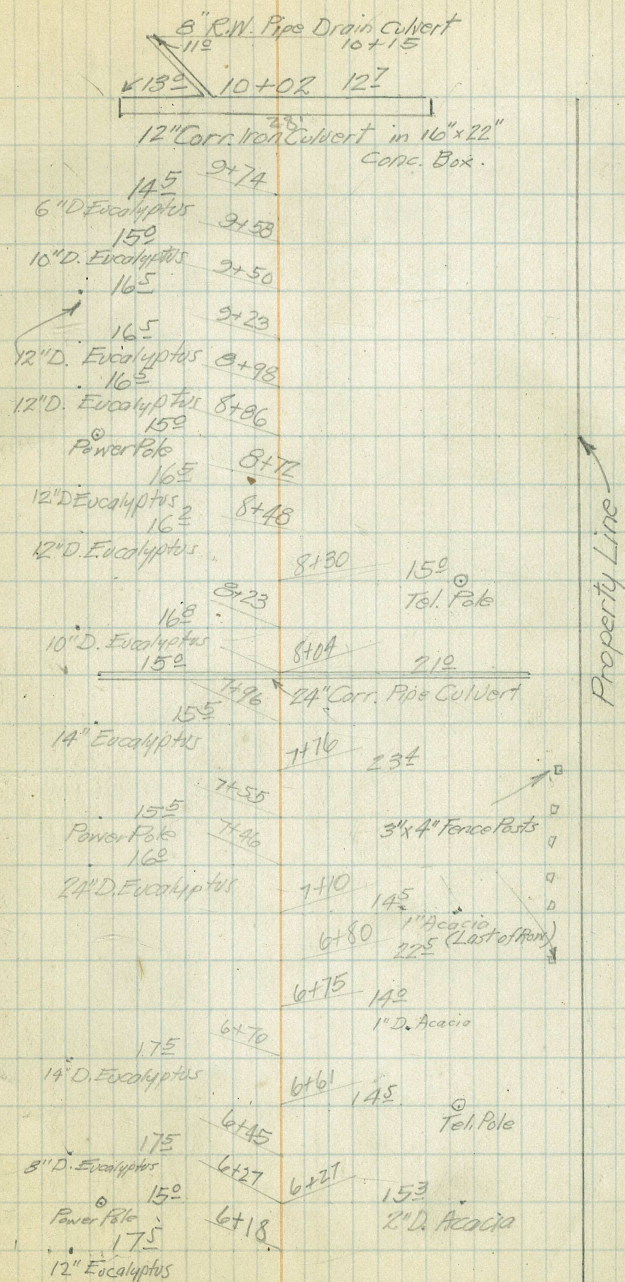 8" R.W. Pipe Drain Culvert
11⁰ 10+15
13⁰ 10+02 12⁷
28'
12" Corr. Iron Culvert in 16"x22"
Conc. Box.
9+74
14⁵
6"D Eucalyptus
9+58
15⁰
10"D. Eucalyptus
9+50
16⁵
9+23
16⁵
12"D. Eucalyptus 8+98
16⁵
12"D. Eucalyptus 8+86
15⁰
Power Pole
8+72
16⁵
12"D Eucalyptus
8+48
16²
12"D. Eucalyptus
8+30 15⁰
Tel. Pole
8+23
16⁸
10"D. Eucalyptus
8+04
15⁰ 21⁰
7+96 24" Corr. Pipe Culvert
15⁵
14" Eucalyptus
7+76 23⁴
7+55
15⁵
Power Pole
3"x4" Fence Posts
7+46
16⁰
24"D. Eucalyptus
7+10 14⁵
1" Acacia
6+80 22⁵ (Last of Row)
6+75 14⁰
1"D. Acacia
6+70
17⁵
14"D. Eucalyptus
6+61 14⁵
Tel. Pole
6+45
17⁵
8"D. Eucalyptus
6+27 6+27
15⁰ 15³
Power Pole 2"D. Acacia
6+18
17⁵
12" Eucalyptus
Property Line